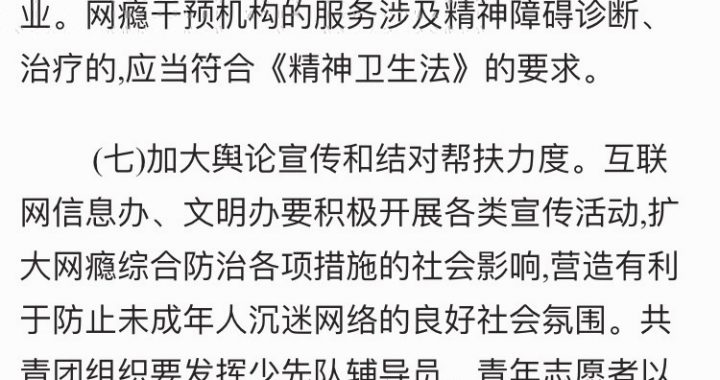 业。网瘾干预机构的服务涉及精神障碍诊断、
治疗的,应当符合《精神卫生法》的要求。
(七)加大舆论宣传和结对帮扶力度。互联
网信息办、文明办要积极开展各类宣传活动,扩
大网瘾综合防治各项措施的社会影响,营造有利
于防止未成年人沉迷网络的良好社会氛围。共
青团组织要发挥少先队辅导员、青年志愿者以